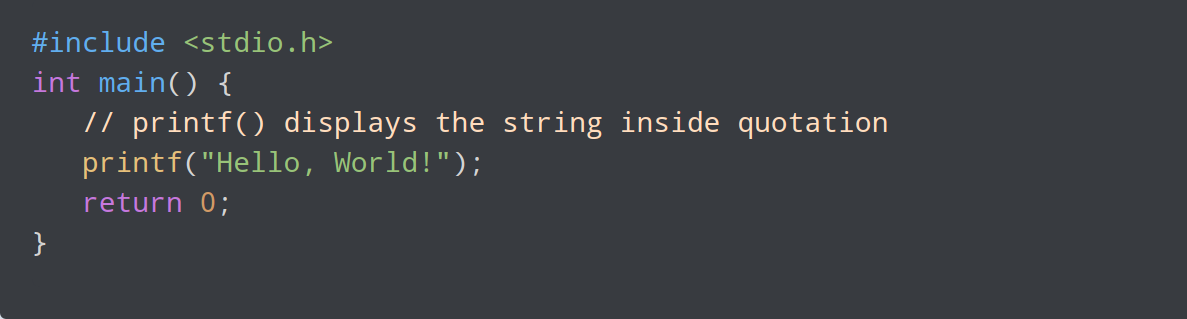 #include <stdio.h>
int main() {
   // printf() displays the string inside quotation
   printf("Hello, World!");
   return 0;
}